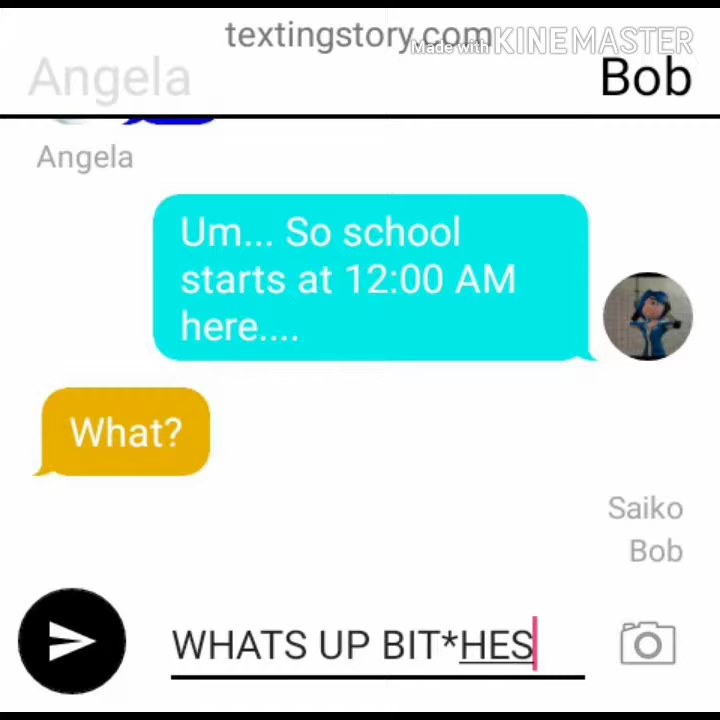 textingstory.com
Made with KINEMASTER
Angela
Bob
Angela
Um... So school
starts at 12:00 AM
here....
What?
Saiko
Bob
WHATS UP BIT*HES